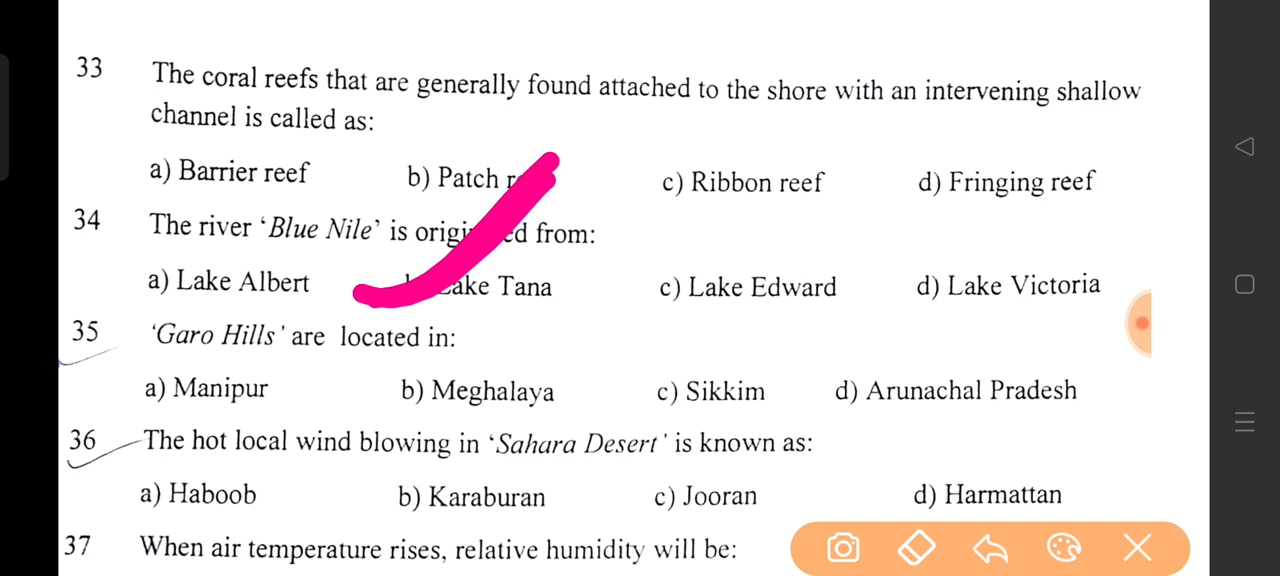 33 The coral reefs that are generally found attached to the shore with an intervening shallow
channel is called as:
a) Barrier reef b) Patch c) Ribbon reef d) Fringing reef
34 The river ‘Blue Nile’ is from:
a) Lake Albert Tana c) Lake Edward d) Lake Victoria
35 ‘Garo Hills’ are located in:
a) Manipur b) Meghalaya c) Sikkim d) Arunachal Pradesh
36 The hot local wind blowing in ‘Sahara Desert’ is known as:
a) Haboob b) Karaburan c) Jooran d) Harmattan
37 When air temperature rises, relative humidity will be: